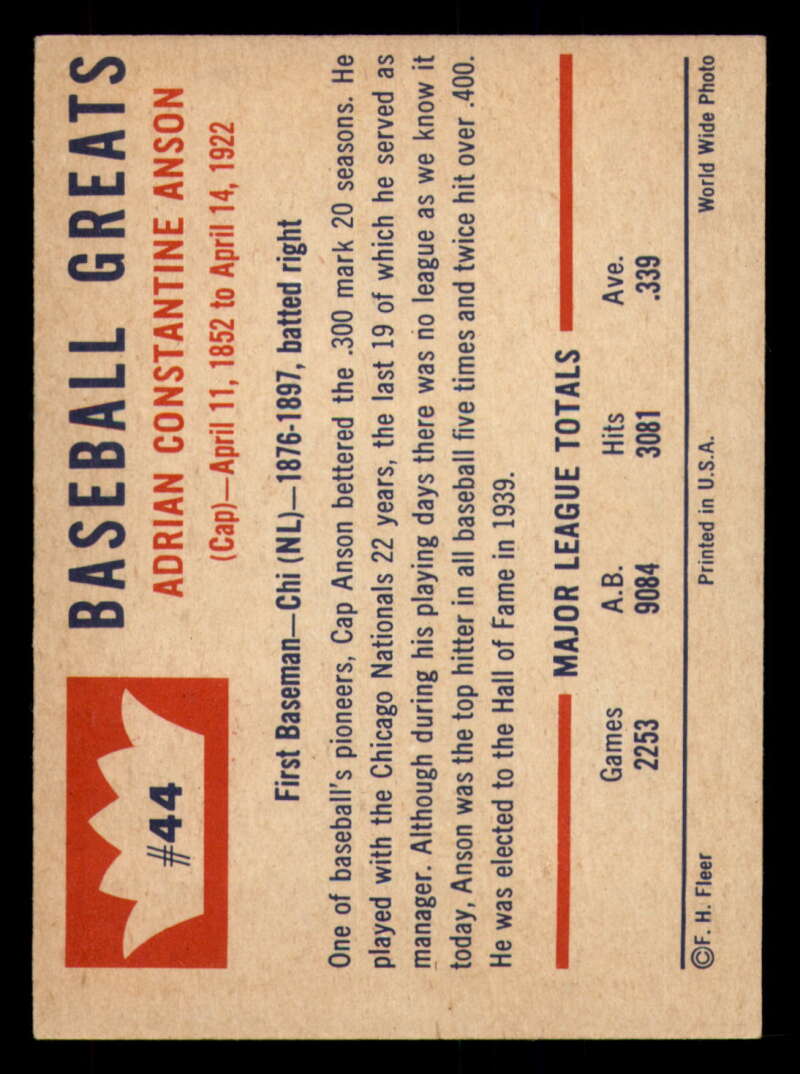 #44
BASEBALL GREATS
ADRIAN CONSTANTINE ANSON
(Cap)—April 11, 1852 to April 14, 1922
First Baseman—Chi (NL)—1876-1897, batted right
One of baseball's pioneers, Cap Anson bettered the .300 mark 20 seasons. He
played with the Chicago Nationals 22 years, the last 19 of which he served as
manager. Although during his playing days there was no league as we know it
today, Anson was the top hitter in all baseball five times and twice hit over .400.
He was elected to the Hall of Fame in 1939.
MAJOR LEAGUE TOTALS
Games A.B. Hits Ave.
2253 9084 3081 .339
©F. H. Fleer Printed in U.S.A. World Wide Photo